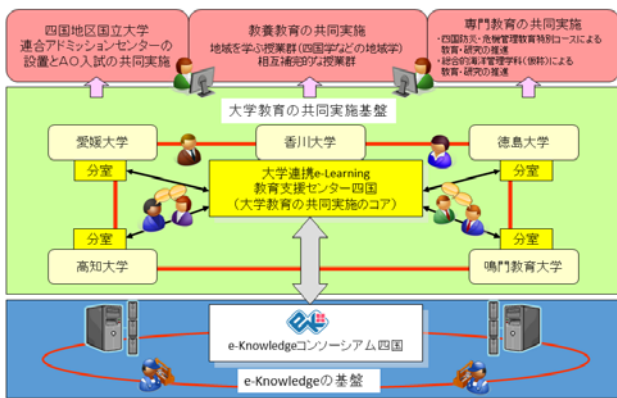 四国地区国立大学
連合アドミッションセンターの
設置とAO入試の共同実施
教養教育の共同実施
地域を学ぶ授業群(四国学などの地域学)
相互補完的な授業群
専門教育の共同実施
・四国防災・危機管理教育特別コースによる
教育・研究の推進
・総合的海洋管理学科(仮称)による
教育・研究の推進
大学教育の共同実施基盤
愛媛大学
香川大学
徳島大学
分室
分室
大学連携e-Learning
教育支援センター四国
(大学教育の共同実施のコア)
分室
分室
高知大学
鳴門教育大学
e-Knowledgeコンソーシアム四国
e-Knowledgeの基盤